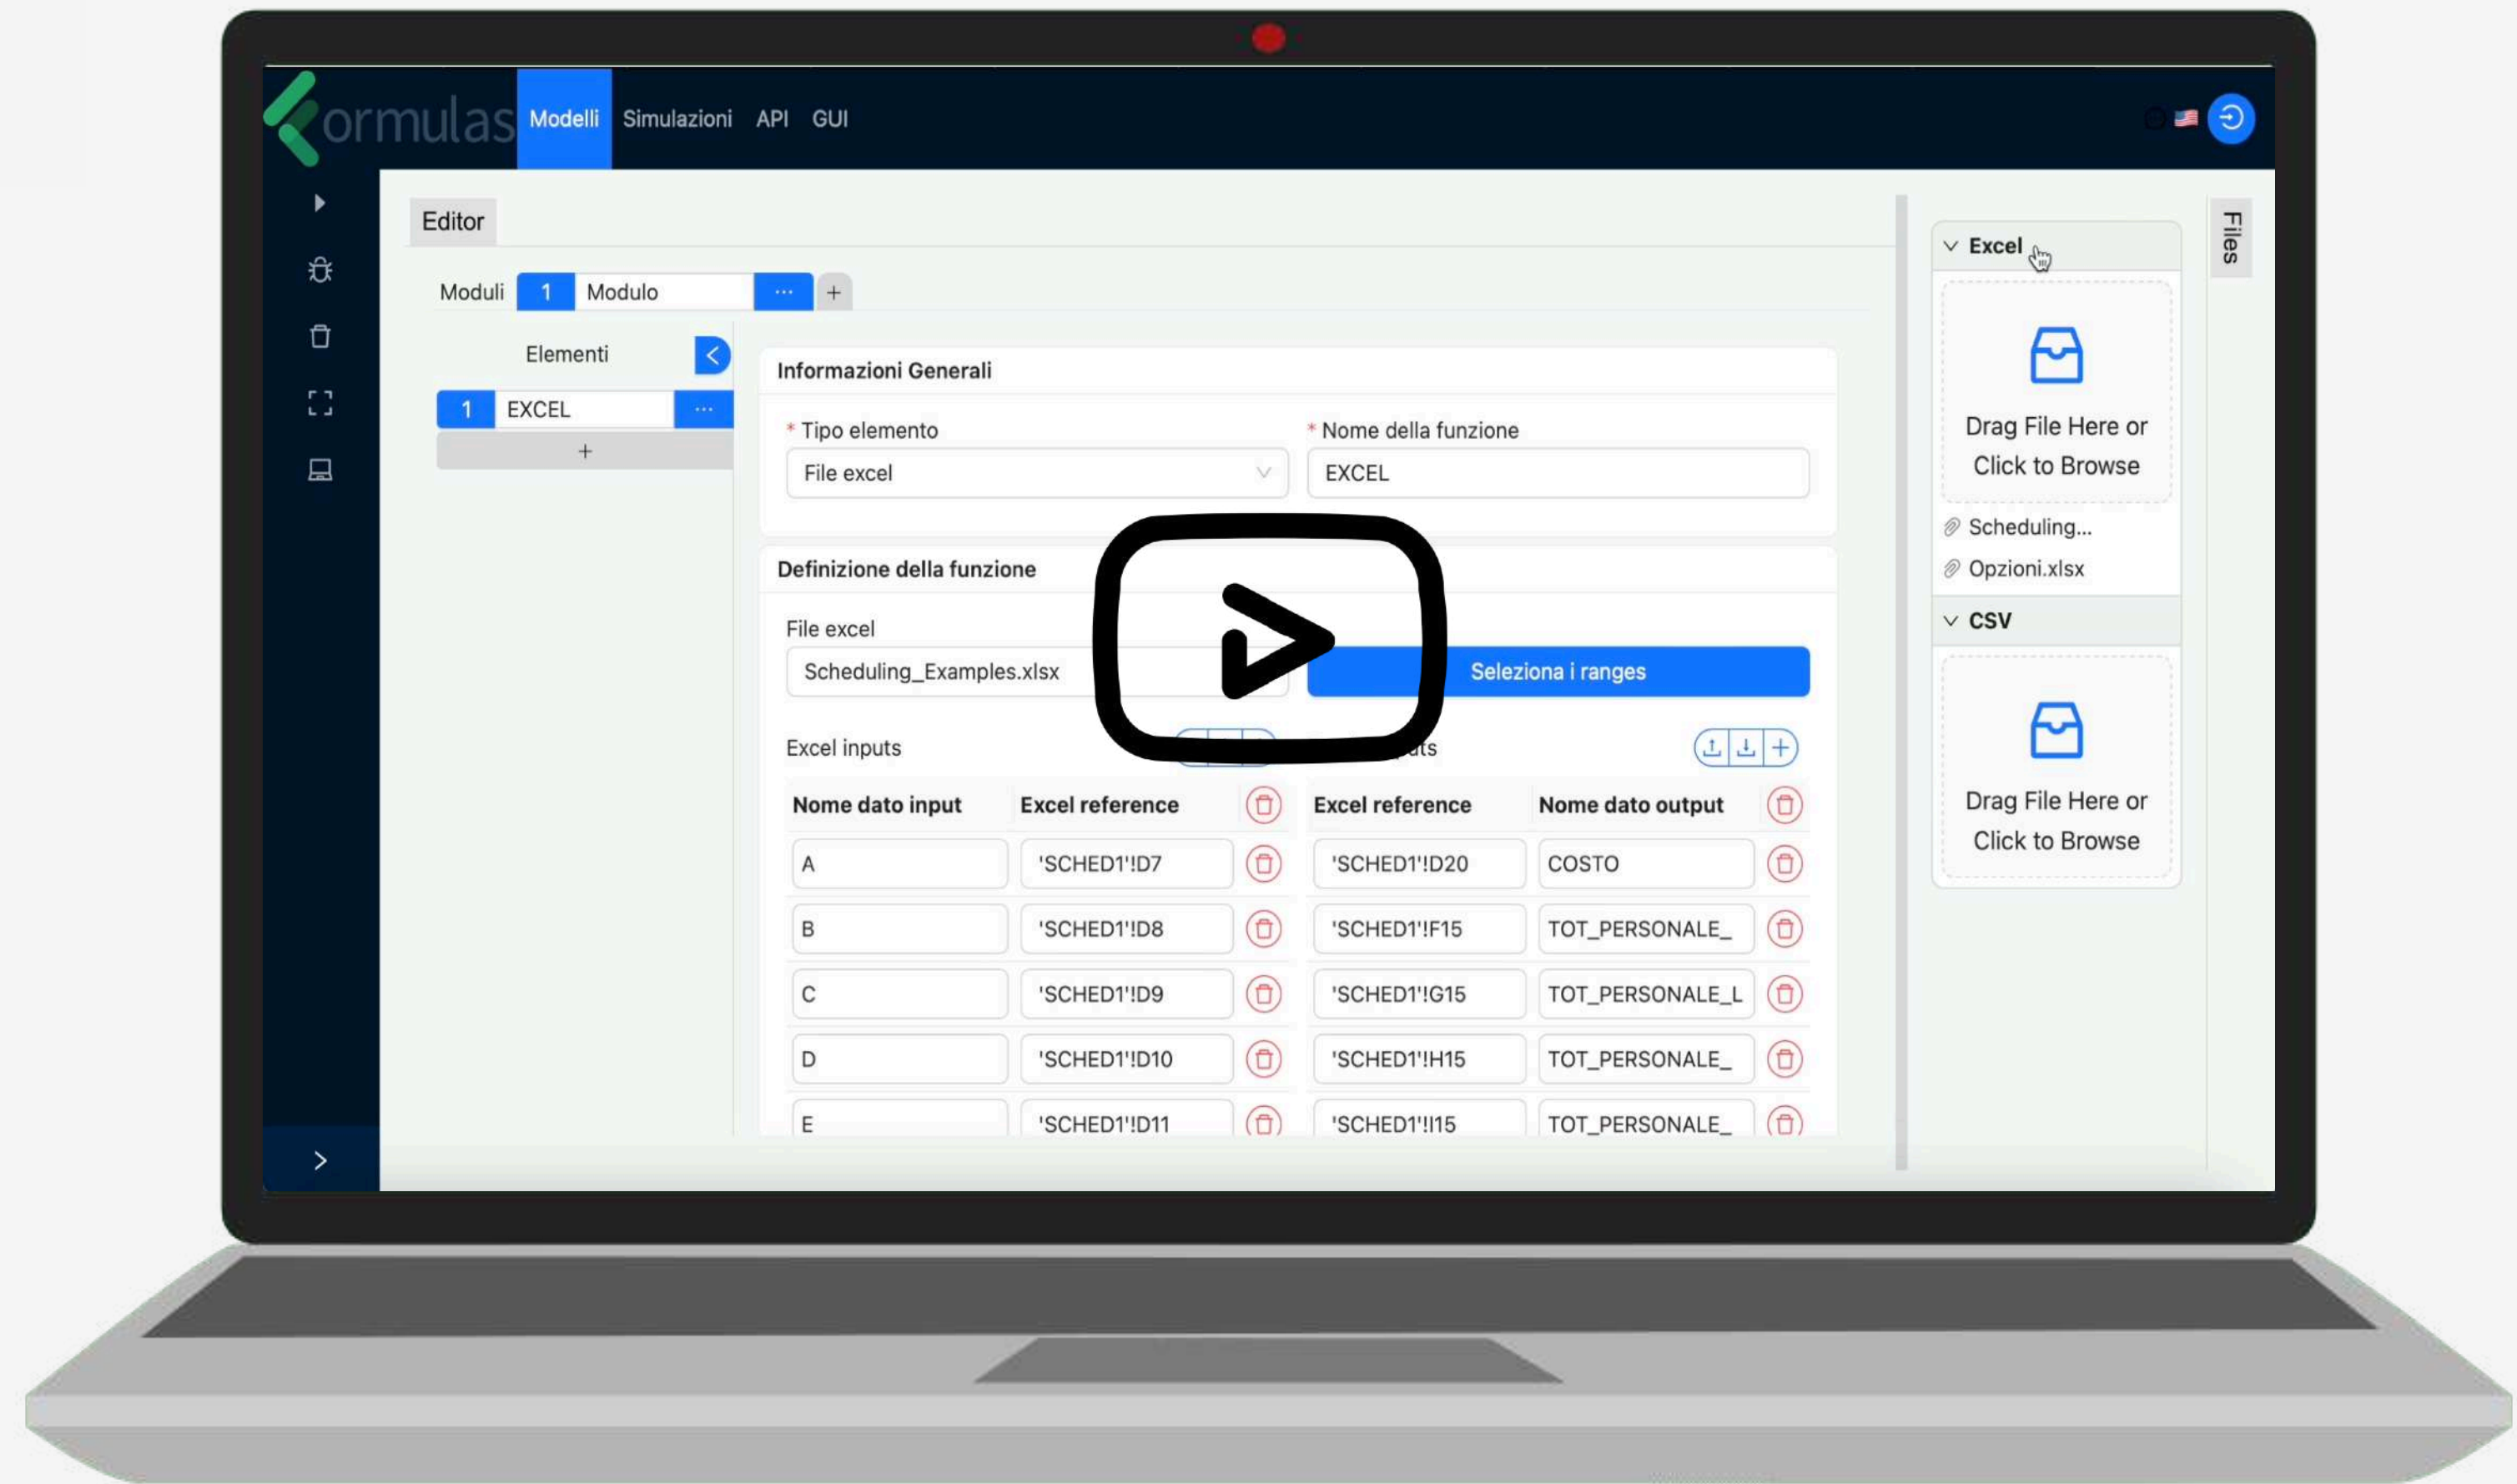 ormulas Modelli Simulazioni API GUI
Editor
Files
Moduli 1 Modulo ... +
Elementi
1 EXCEL ...
+
Informazioni Generali
* Tipo elemento * Nome della funzione
File excel EXCEL
Definizione della funzione
File excel
Scheduling_Examples.xlsx Seleziona i ranges
Excel inputs
Nome dato input Excel reference Excel reference Nome dato output
A 'SCHED1'!D7 'SCHED1'!D20 COSTO
B 'SCHED1'!D8 'SCHED1'!F15 TOT_PERSONALE_
C 'SCHED1'!D9 'SCHED1'!G15 TOT_PERSONALE_L
D 'SCHED1'!D10 'SCHED1'!H15 TOT_PERSONALE_
E 'SCHED1'!D11 'SCHED1'!I15 TOT_PERSONALE_
Excel
Drag File Here or
Click to Browse
Scheduling...
Opzioni.xlsx
CSV
Drag File Here or
Click to Browse